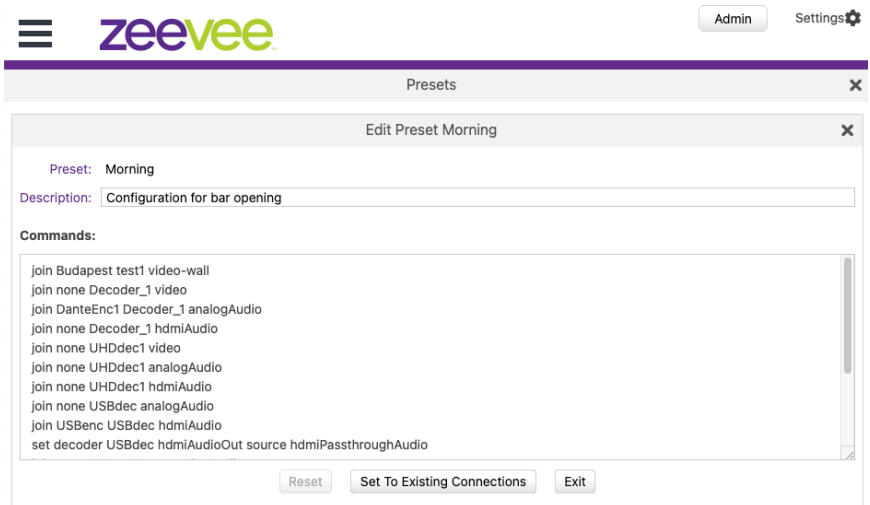 zeevee
Admin
Settings
Presets
Edit Preset Morning
Preset: Morning
Description: Configuration for bar opening
Commands:
join Budapest test1 video-wall
join none Decoder_1 video
join DanteEnc1 Decoder_1 analogAudio
join none Decoder_1 hdmiAudio
join none UHDdec1 video
join none UHDdec1 analogAudio
join none UHDdec1 hdmiAudio
join none USBdec analogAudio
join USBenc USBdec hdmiAudio
set decoder USBdec hdmiAudioOut source hdmiPassthroughAudio
Reset
Set To Existing Connections
Exit